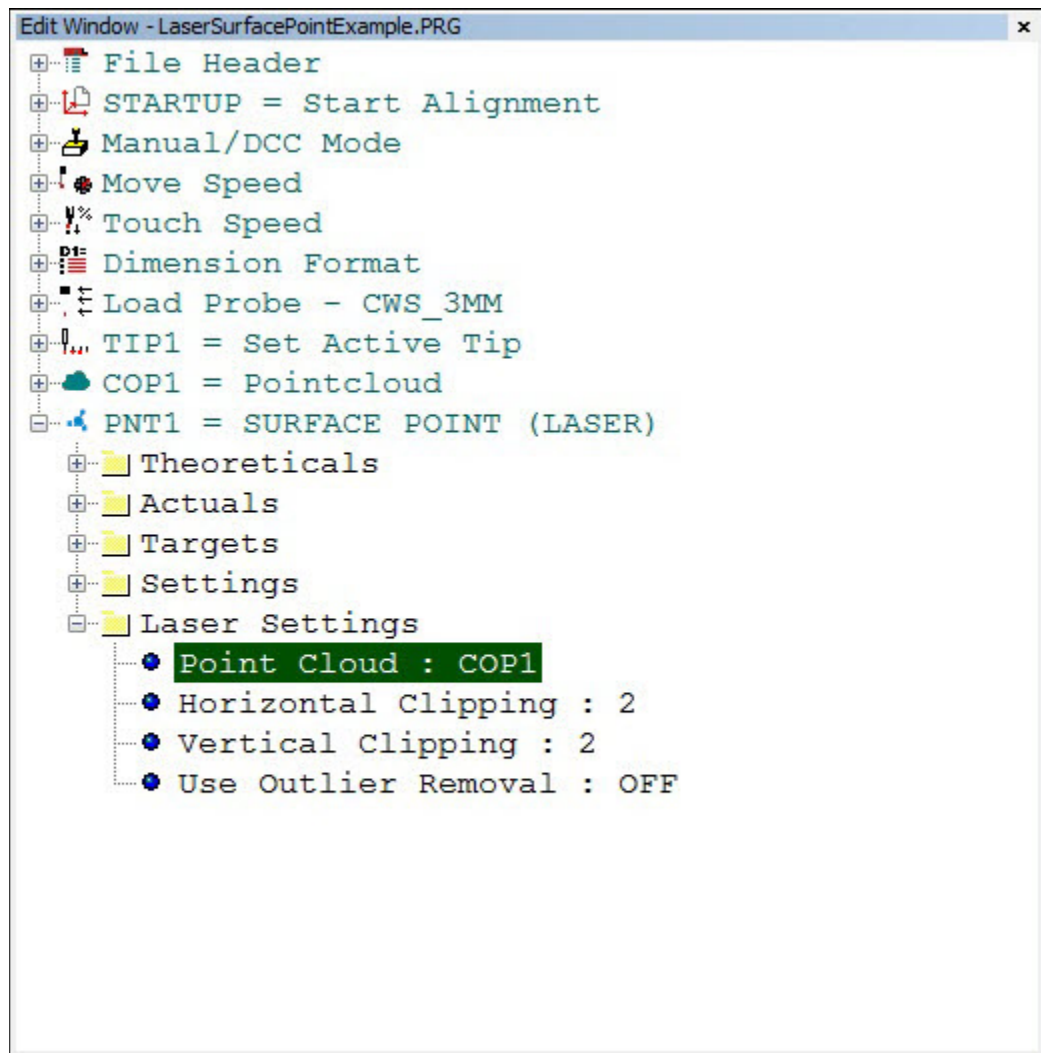 Edit Window - LaserSurfacePointExample.PRG x
File Header
STARTUP = Start Alignment
Manual/DCC Mode
Move Speed
Touch Speed
D1= Dimension Format
Load Probe - CWS_3MM
TIP1 = Set Active Tip
COP1 = Pointcloud
PNT1 = SURFACE POINT (LASER)
Theoreticals
Actuals
Targets
Settings
Laser Settings
Point Cloud : COP1
Horizontal Clipping : 2
Vertical Clipping : 2
Use Outlier Removal : OFF